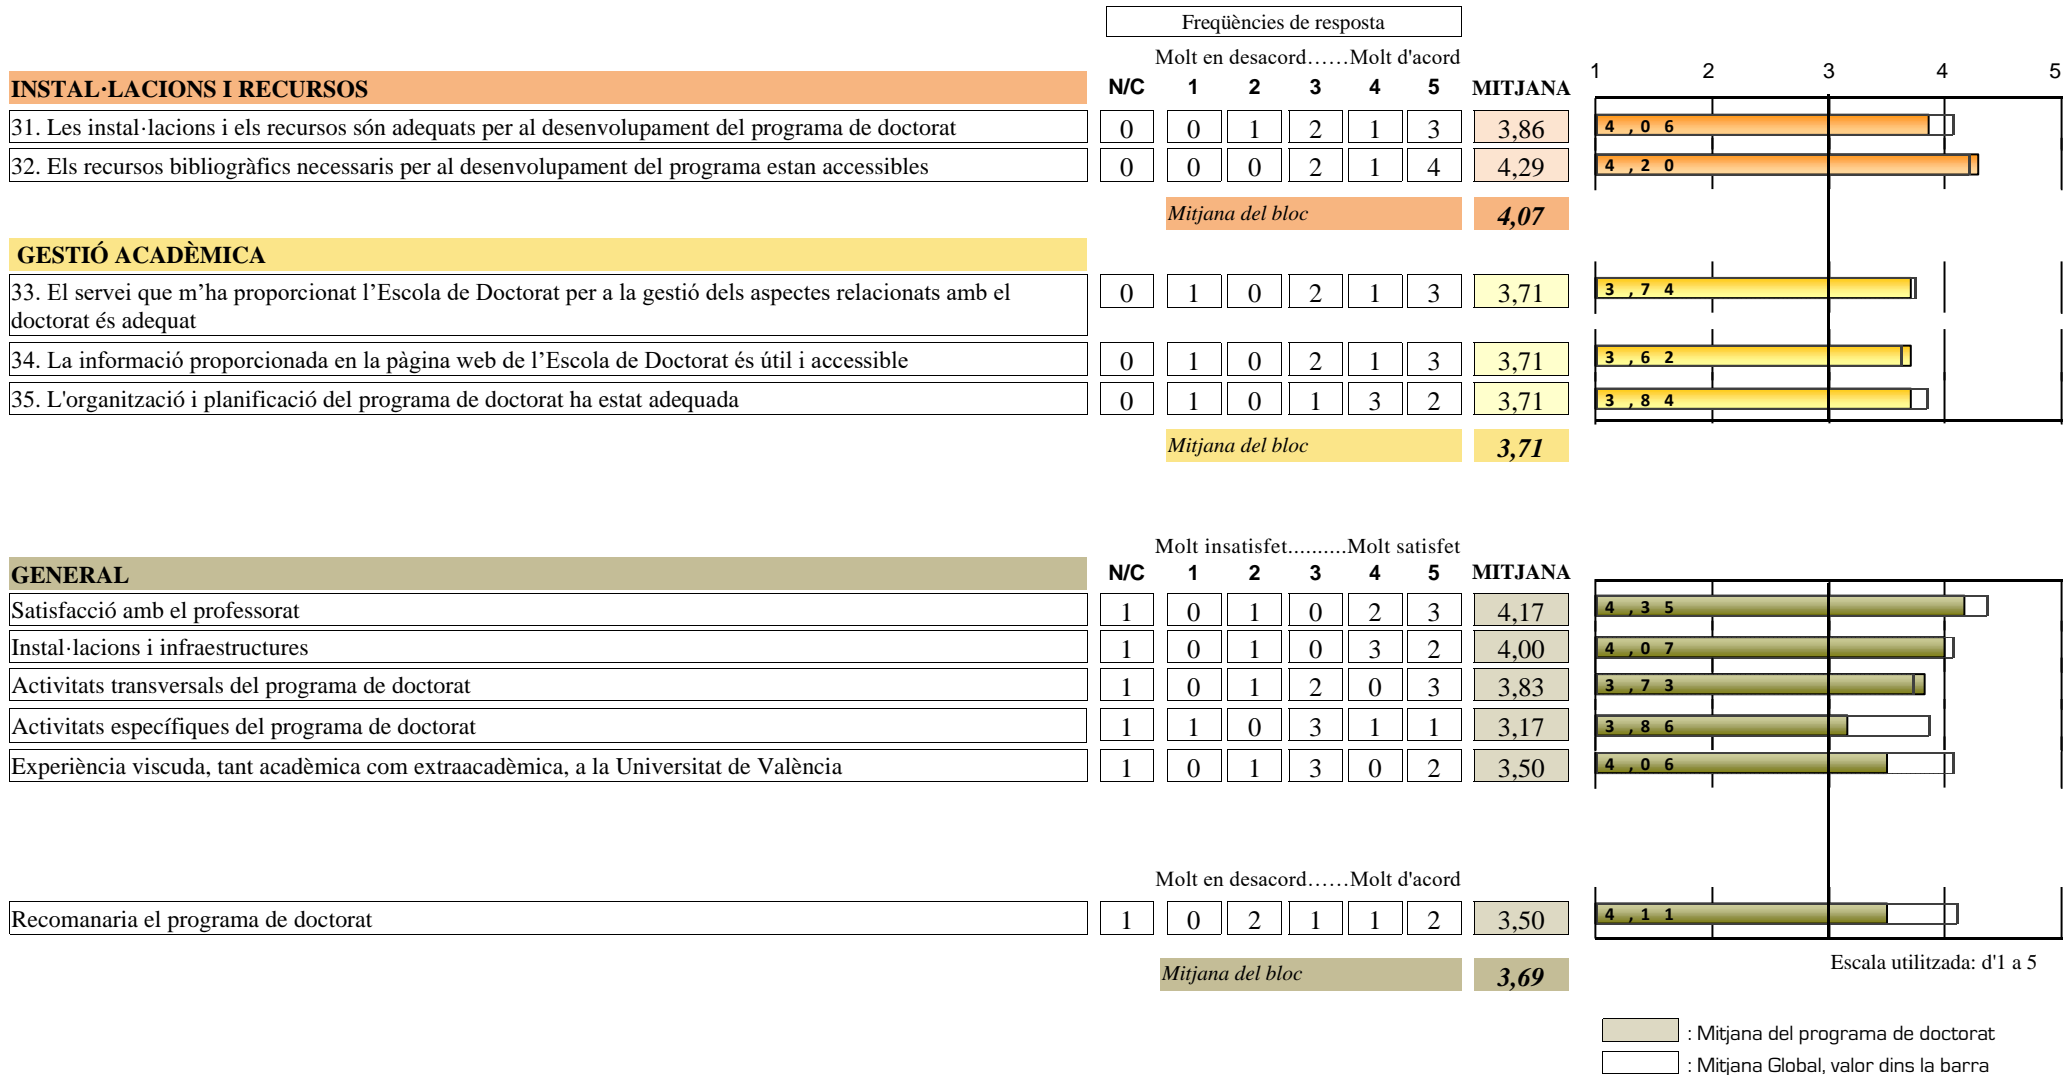 Freqüències de resposta
Molt en desacord……Molt d'acord
INSTAL·LACIONS I RECURSOS N/C 1 2 3 4 5 MITJANA 1 2 3 4 5
31. Les instal·lacions i els recursos són adequats per al desenvolupament del programa de doctorat 0 0 1 2 1 3 3,86 4,06
32. Els recursos bibliogràfics necessaris per al desenvolupament del programa estan accessibles 0 0 0 2 1 4 4,29 4,20
Mitjana del bloc 4,07
GESTIÓ ACADÈMICA
33. El servei que m’ha proporcionat l’Escola de Doctorat per a la gestió dels aspectes relacionats amb el
doctorat és adequat 0 1 0 2 1 3 3,71 3,74
34. La informació proporcionada en la pàgina web de l’Escola de Doctorat és útil i accessible 0 1 0 2 1 3 3,71 3,62
35. L'organització i planificació del programa de doctorat ha estat adequada 0 1 0 1 3 2 3,71 3,84
Mitjana del bloc 3,71
Molt insatisfet..........Molt satisfet
GENERAL N/C 1 2 3 4 5 MITJANA
Satisfacció amb el professorat 1 0 1 0 2 3 4,17 4,35
Instal·lacions i infraestructures 1 0 1 0 3 2 4,00 4,07
Activitats transversals del programa de doctorat 1 0 1 2 0 3 3,83 3,73
Activitats específiques del programa de doctorat 1 1 0 3 1 1 3,17 3,86
Experiència viscuda, tant acadèmica com extraacadèmica, a la Universitat de València 1 0 1 3 0 2 3,50 4,06
Molt en desacord……Molt d'acord
Recomanaria el programa de doctorat 1 0 2 1 1 2 3,50 4,11
Mitjana del bloc 3,69
Escala utilitzada: d'1 a 5
: Mitjana del programa de doctorat
: Mitjana Global, valor dins la barra